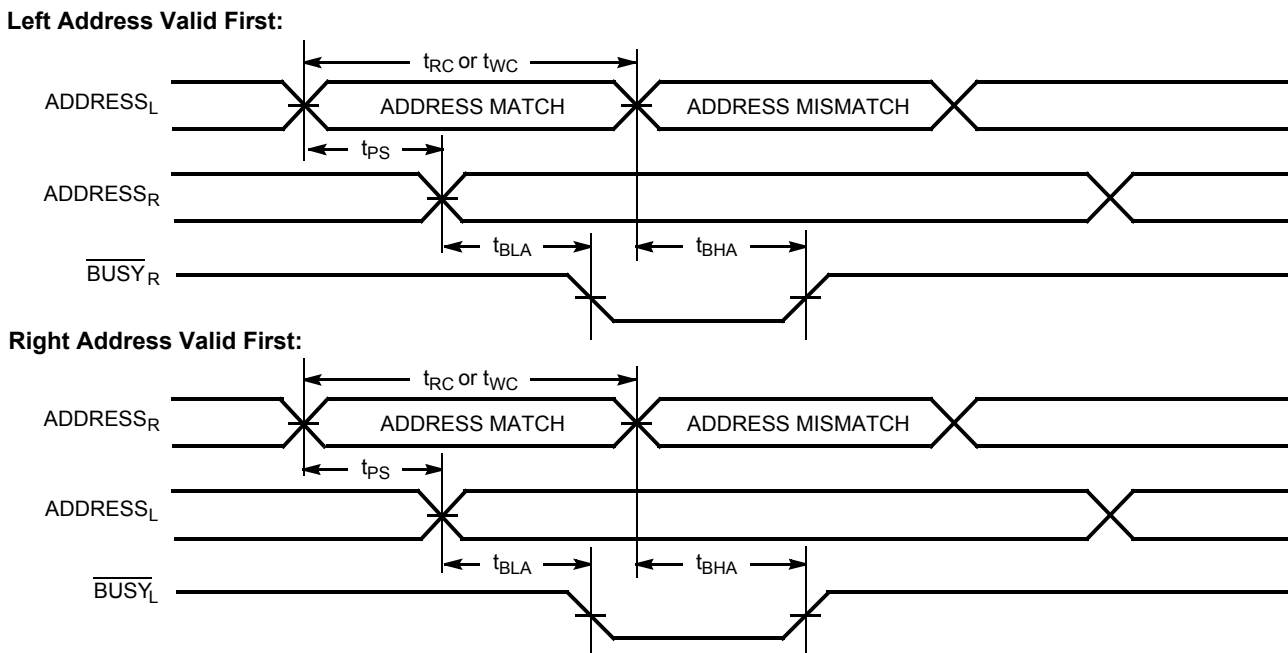 Left Address Valid First:
tRC or tWC
ADDRESSL
ADDRESS MATCH
ADDRESS MISMATCH
tPS
ADDRESSR
tBLA
tBHA
BUSYR
Right Address Valid First:
tRC or tWC
ADDRESSR
ADDRESS MATCH
ADDRESS MISMATCH
tPS
ADDRESSL
tBLA
tBHA
BUSYL